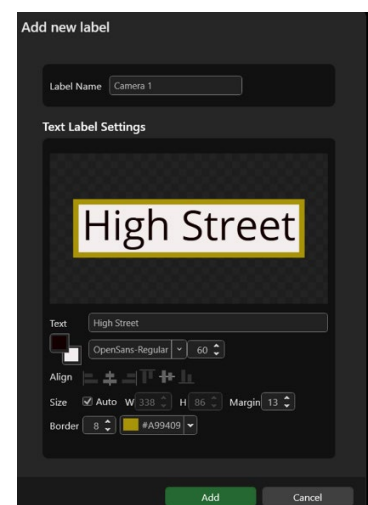 Add new label
Label Name Camera 1
Text Label Settings
High Street
Text High Street
OpenSans-Regular 60
Align
Size Auto W 338 H 86 Margin 13
Border 8 #A99409
Add Cancel